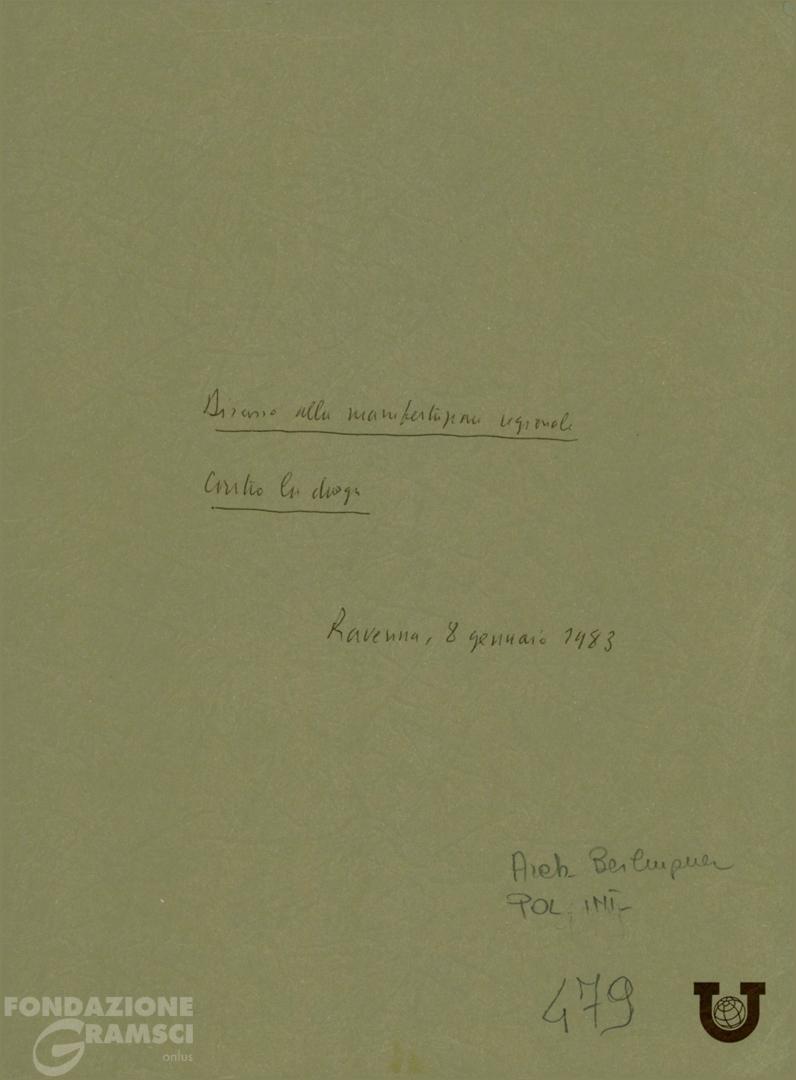 Discorso alla manifestazione regionale
Contro la droga
Ravenna, 8 gennaio 1983
Arch. Berlinguer
POL. INT.
479
FONDAZIONE
GRAMSCI
onlus
U